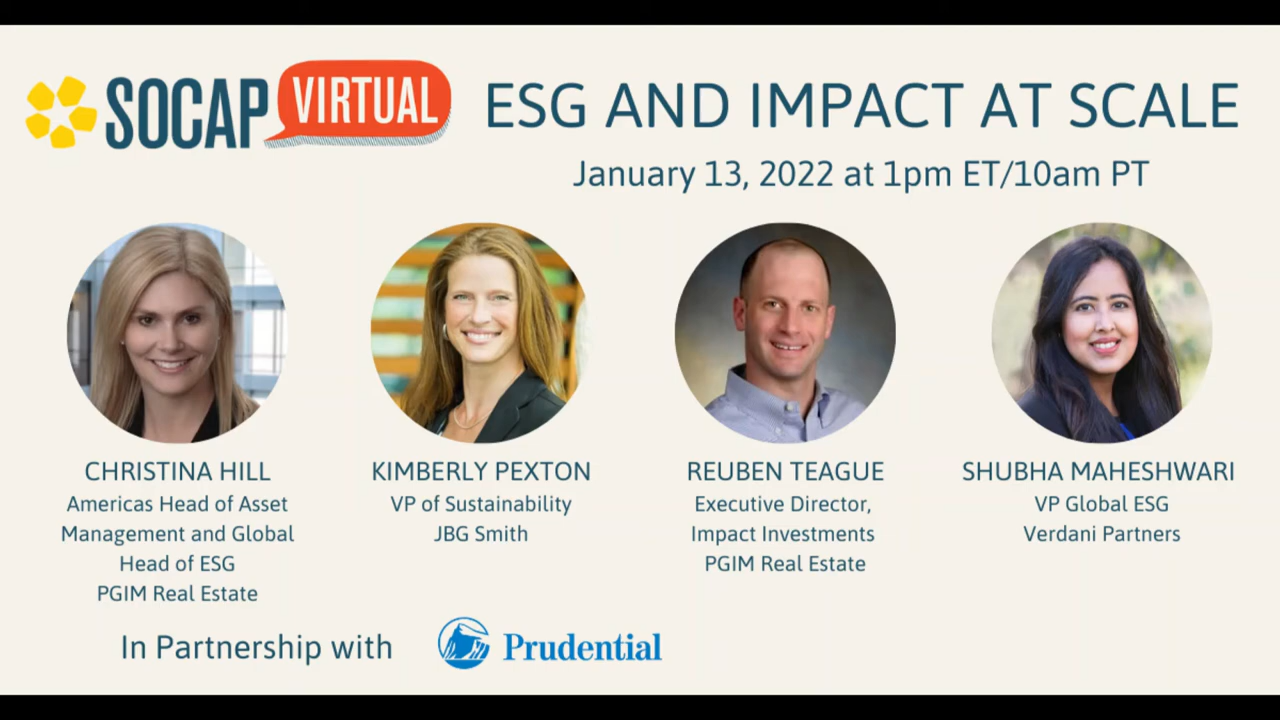 SOCAP VIRTUAL
ESG AND IMPACT AT SCALE
January 13, 2022 at 1pm ET/10am PT
CHRISTINA HILL
Americas Head of Asset
Management and Global
Head of ESG
PGIM Real Estate
KIMBERLY PEXTON
VP of Sustainability
JBG Smith
REUBEN TEAGUE
Executive Director,
Impact Investments
PGIM Real Estate
SHUBHA MAHESHWARI
VP Global ESG
Verdani Partners
In Partnership with
Prudential